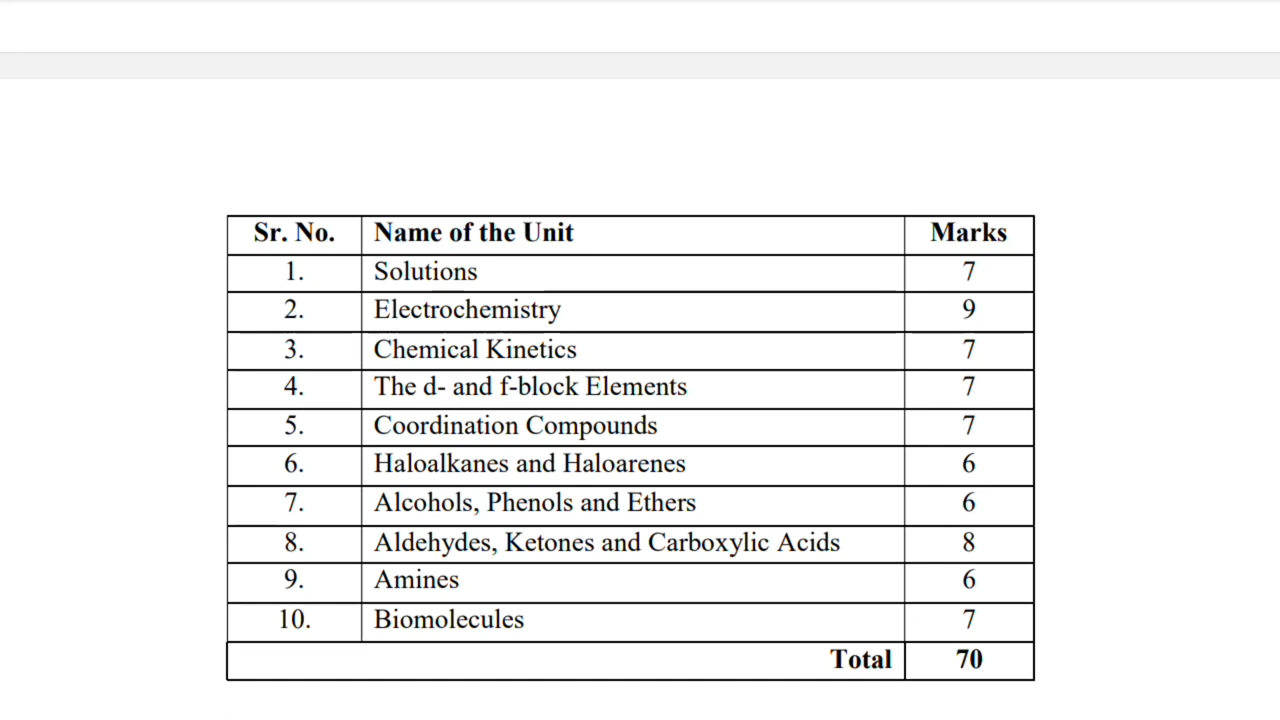 Sr. No. Name of the Unit Marks
1. Solutions 7
2. Electrochemistry 9
3. Chemical Kinetics 7
4. The d- and f-block Elements 7
5. Coordination Compounds 7
6. Haloalkanes and Haloarenes 6
7. Alcohols, Phenols and Ethers 6
8. Aldehydes, Ketones and Carboxylic Acids 8
9. Amines 6
10. Biomolecules 7
Total 70